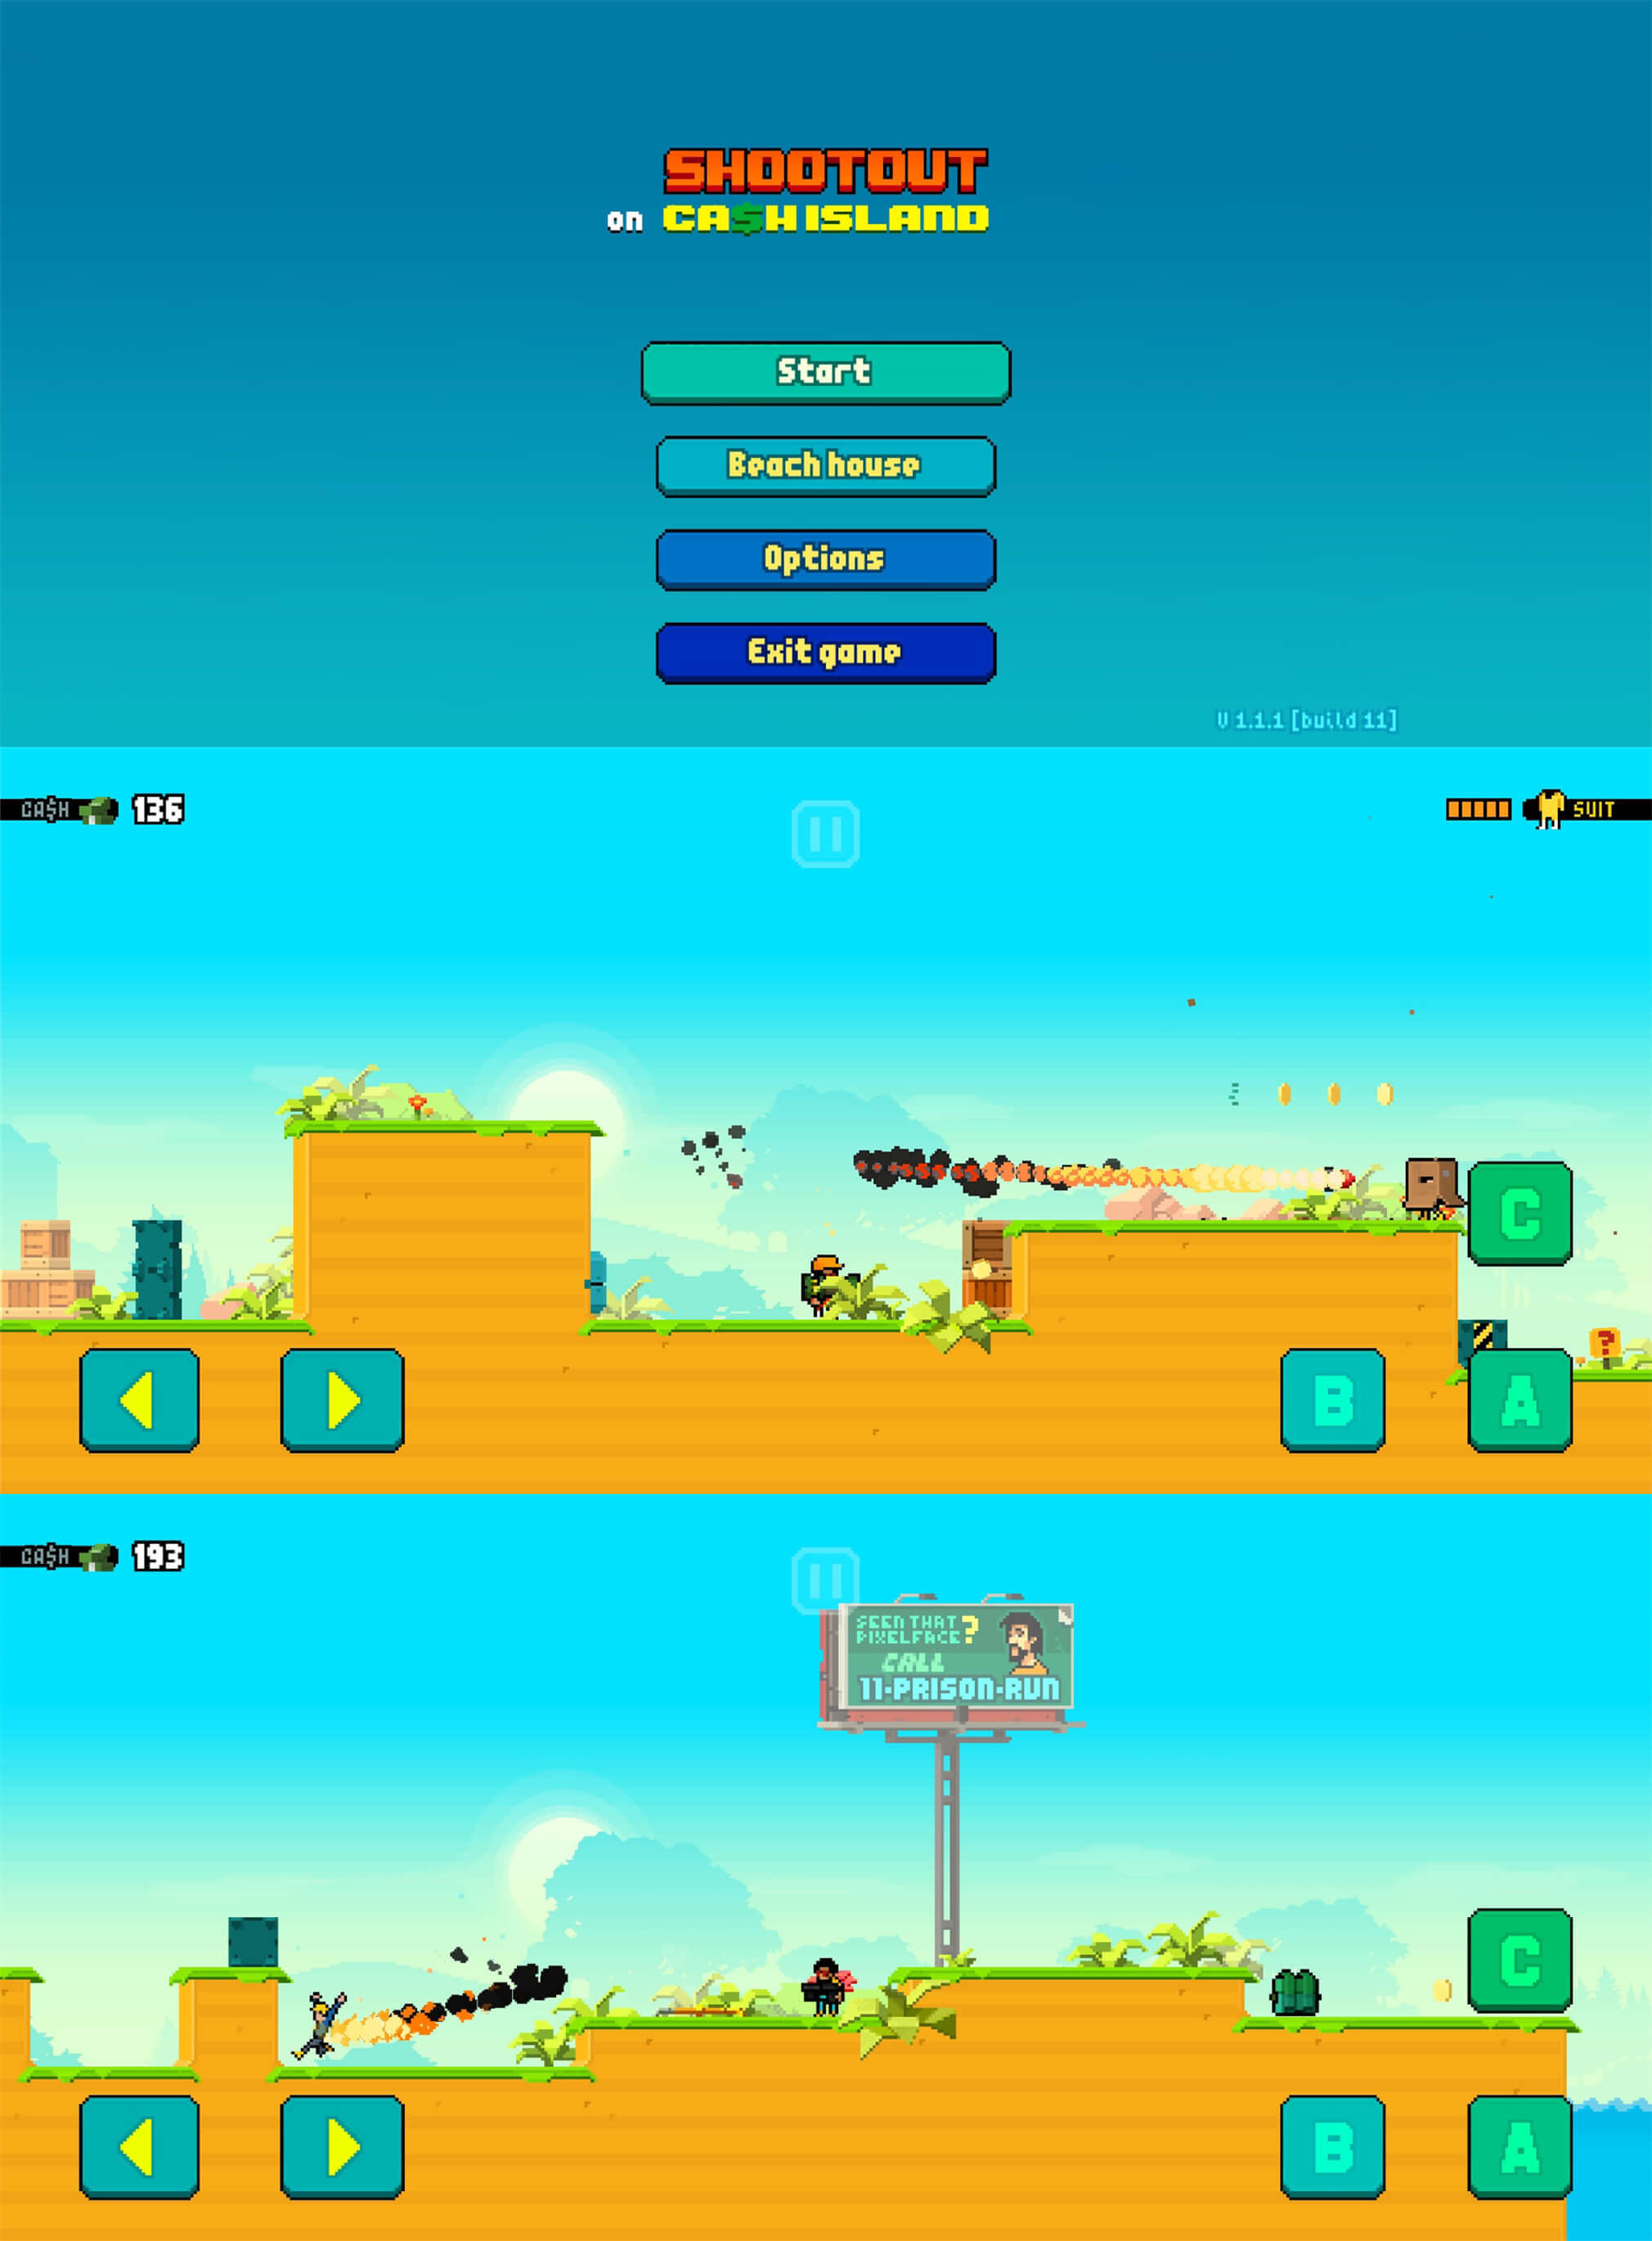 SHOOTOUT
on CA$H ISLAND
Start
Beach house
Options
Exit game
V 1.1.1 [build 11]
CA$H 136
SUIT
C
?
B A
CA$H 193
SEEN THAT
PIXELFACE?
CALL
11-PRISON-RUN
C
B A